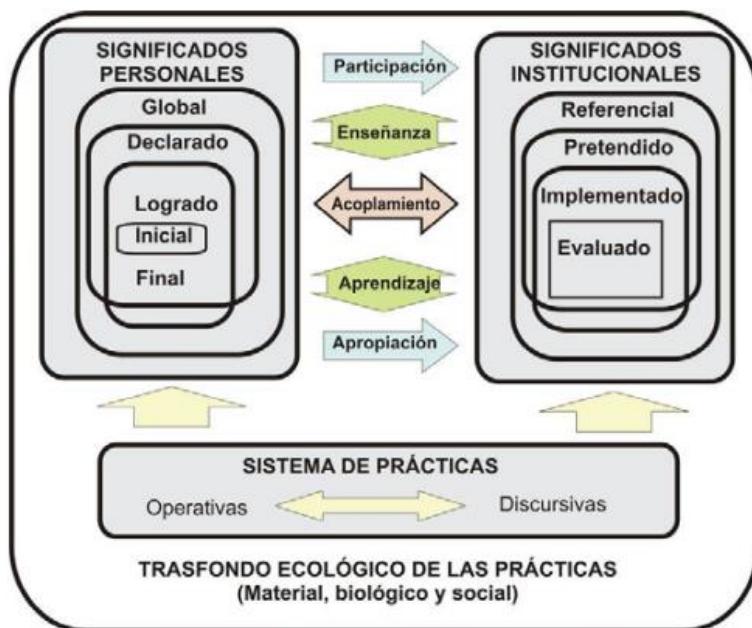 SIGNIFICADOS
PERSONALES
Global
Declarado
Logrado
Inicial
Final
Participación
Enseñanza
Acoplamiento
Aprendizaje
Apropiación
SIGNIFICADOS
INSTITUCIONALES
Referencial
Pretendido
Implementado
Evaluado
SISTEMA DE PRÁCTICAS
Operativas
Discursivas
TRASFONDO ECOLÓGICO DE LAS PRÁCTICAS
(Material, biológico y social)